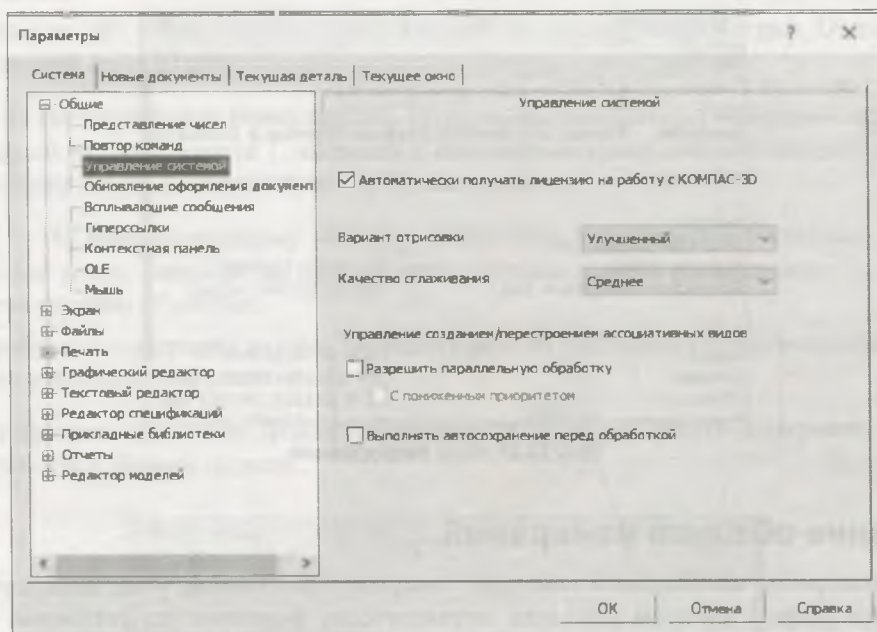 Параметры
? ×
Система
Новые документы
Текущая деталь
Текущее окно
Общие
Представление чисел
Повтор команд
Управление системой
Обновление оформления документ
Всплывающие сообщения
Гиперссылки
Контекстная панель
OLE
Мышь
Экран
Файлы
Печать
Графический редактор
Текстовый редактор
Редактор спецификаций
Прикладные библиотеки
Отчеты
Редактор моделей
Управление системой
Автоматически получать лицензию на работу с КОМПАС-3D
Вариант отрисовки
Улучшенный
Качество сглаживания
Среднее
Управление созданием/перестроением ассоциативных видов
Разрешить параллельную обработку
С пониженным приоритетом
Выполнять автосохранение перед обработкой
OK
Отмена
Справка